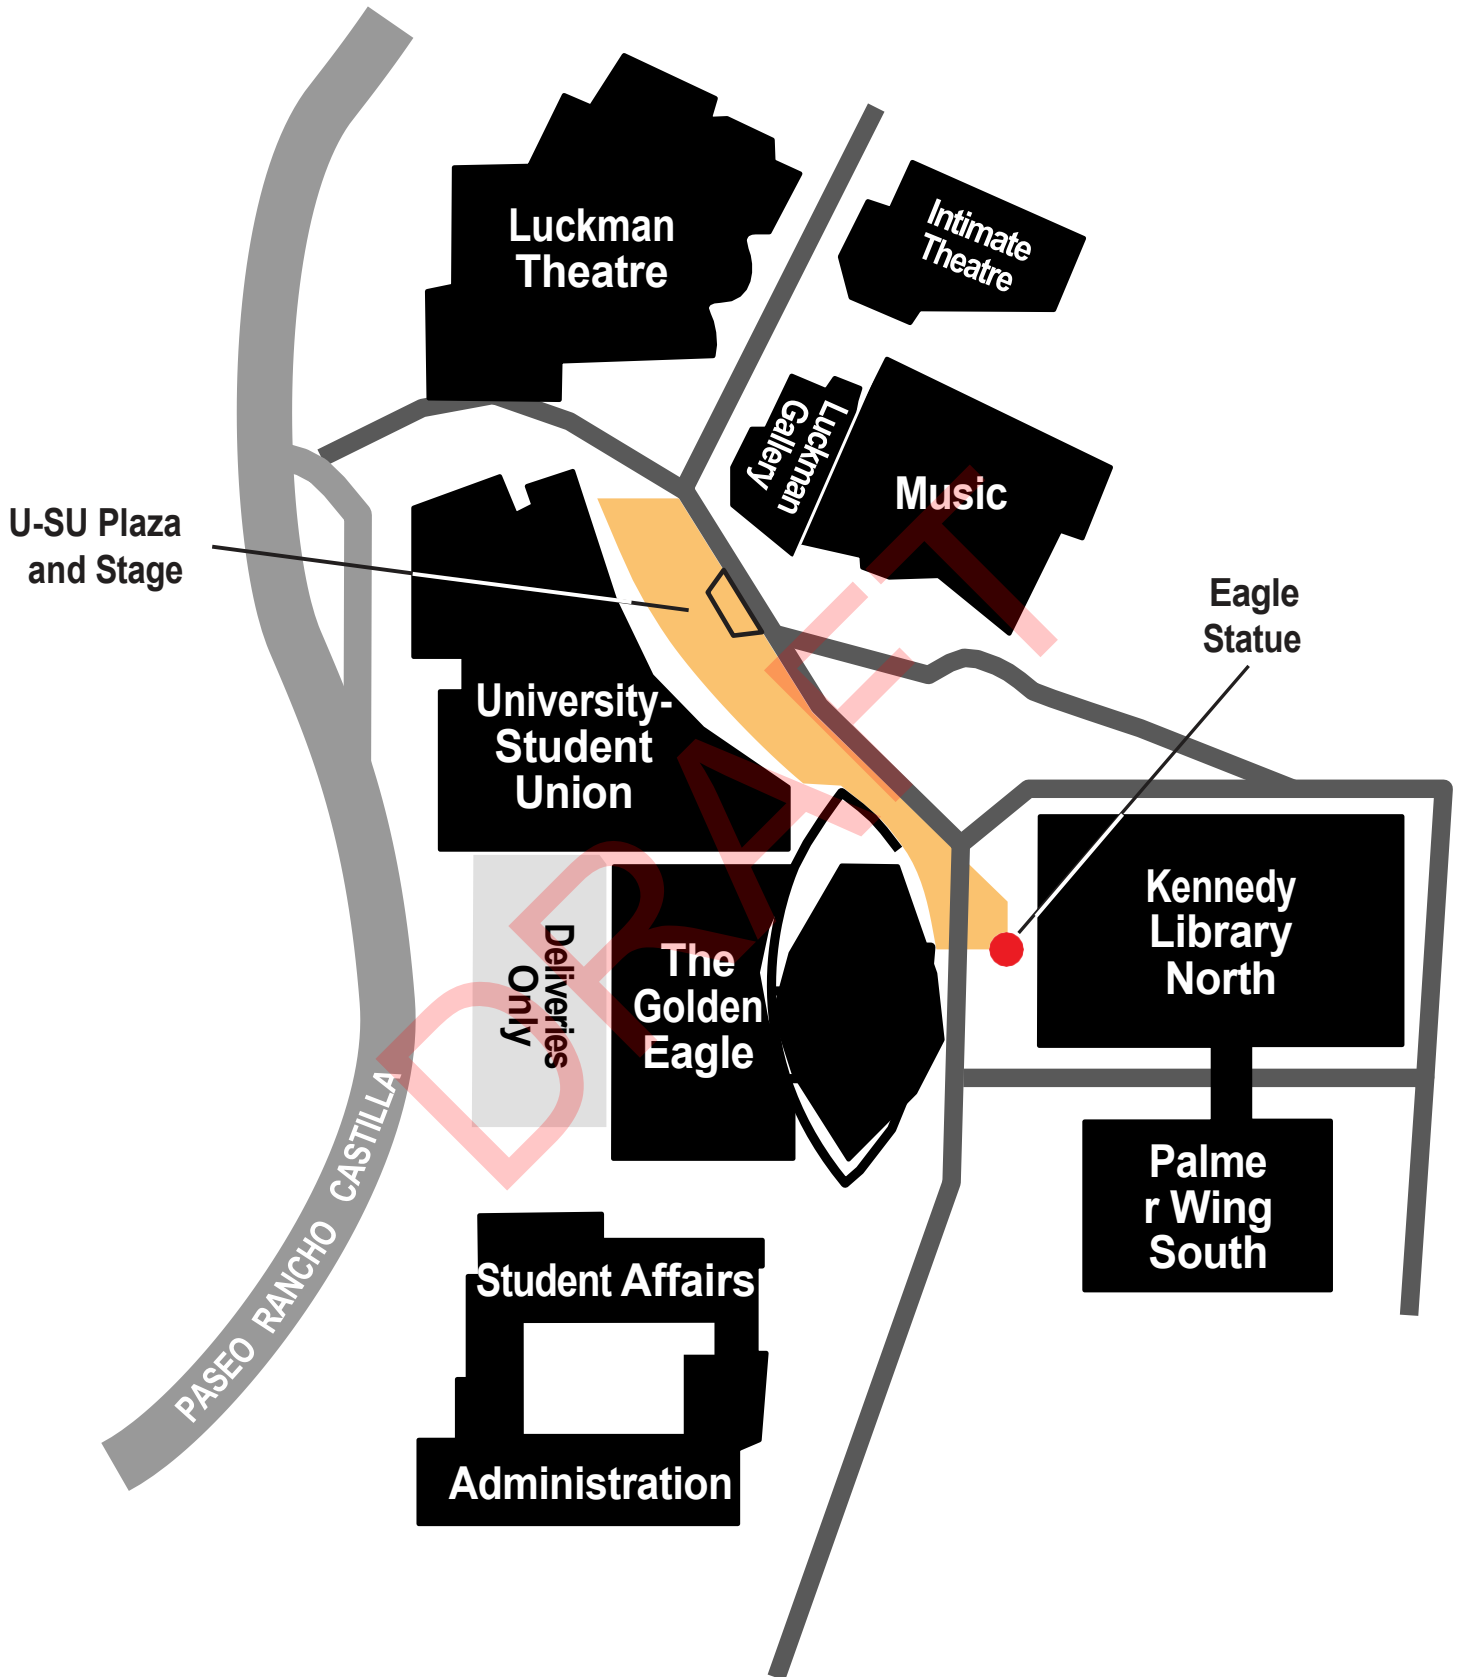 Luckman
Theatre
Intimate
Theatre
Luckman
Gallery
Music
U-SU Plaza
and Stage
Eagle
Statue
University-
Student
Union
Kennedy
Library
North
Deliveries
Only
The
Golden
Eagle
Palme
r Wing
South
PASEO RANCHO CASTILLA
Student Affairs
Administration
DRAFT